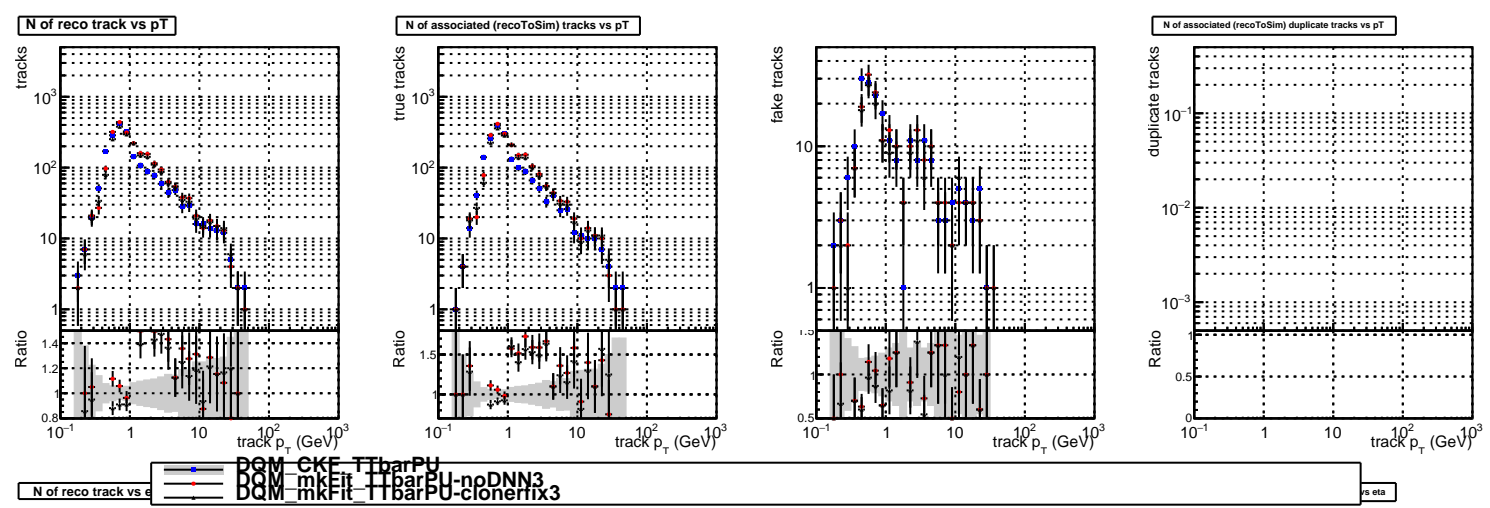 N of reco track vs pT
N of associated (recoToSim) tracks vs pT
N of associated (recoToSim) duplicate tracks vs pT
tracks
10³
10²
10
1
Ratio
1.4
1.2
1
0.8
10⁻¹ 1 10 10² 10³
track p_T (GeV)
true tracks
10³
10²
10
1
Ratio
1.5
1
10⁻¹ 1 10 10² 10³
track p_T (GeV)
fake tracks
10
1
Ratio
1.5
1
0.5
10⁻¹ 1 10 10² 10³
track p_T (GeV)
duplicate tracks
10⁻¹
10⁻²
10⁻³
Ratio
1
0.5
0
10⁻¹ 1 10 10² 10³
track p_T (GeV)
DQM_CKF_TTbarPU
DQM_mkFit_TTbarPU-noDNN3
DQM_mkFit_TTbarPU-clonerfix3
N of reco track vs e
vs eta